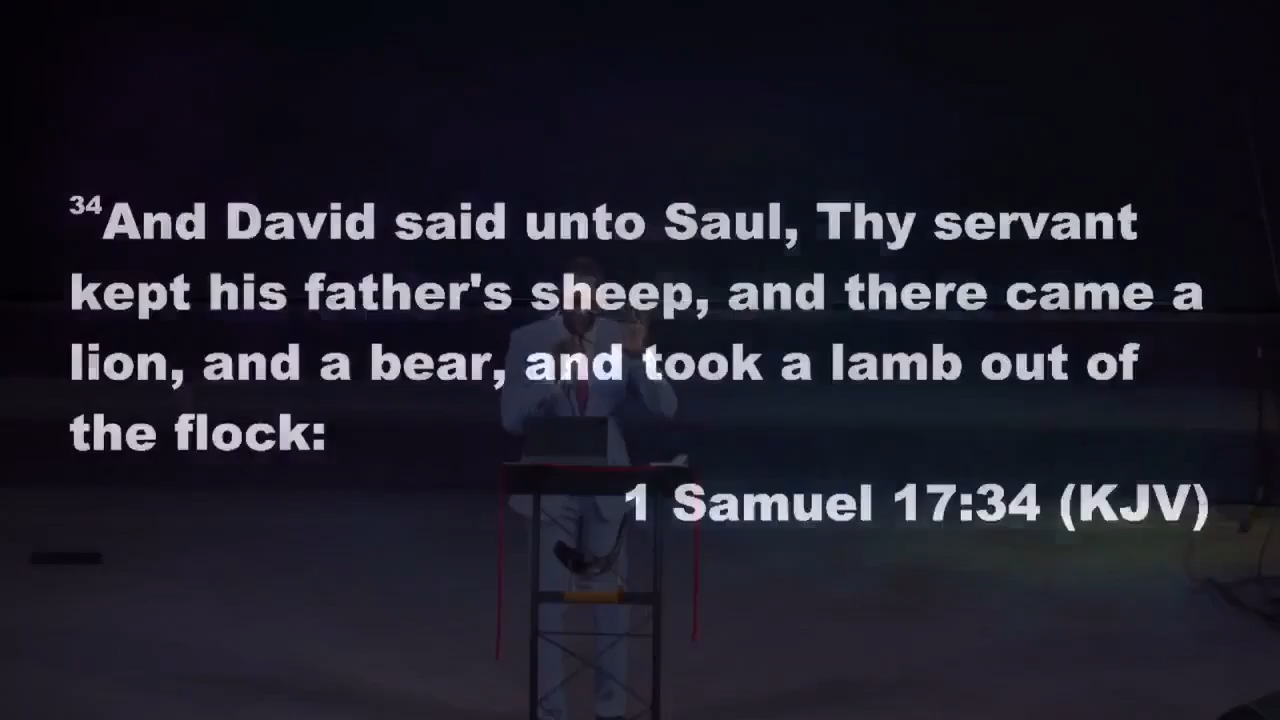 34And David said unto Saul, Thy servant
kept his father's sheep, and there came a
lion, and a bear, and took a lamb out of
the flock:
1 Samuel 17:34 (KJV)